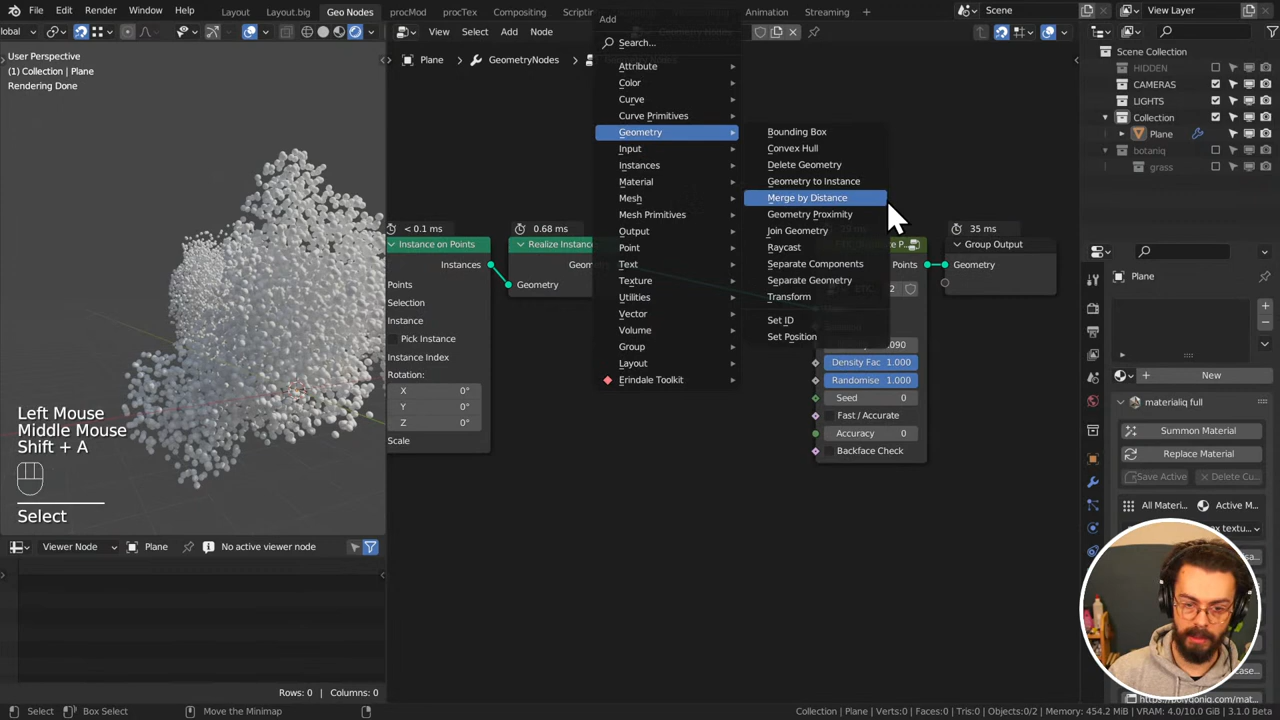 File Edit Render Window Help
Layout Layout.big Geo Nodes procMod procTex Compositing Animation Streaming +
Scene
View Layer
View Select Add Node
User Perspective
(1) Collection | Plane
Rendering Done
Plane > GeometryNodes >
Add
Search...
Attribute
Color
Curve
Curve Primitives
Geometry
Input
Instances
Material
Mesh
Mesh Primitives
Output
Point
Text
Texture
Utilities
Vector
Volume
Group
Layout
Erindale Toolkit
Bounding Box
Convex Hull
Delete Geometry
Geometry to Instance
Merge by Distance
Geometry Proximity
Join Geometry
Raycast
Separate Components
Separate Geometry
Transform
Set ID
Set Position
< 0.1 ms
Instance on Points
Instances
Points
Selection
Instance
Pick Instance
Instance Index
Rotation:
X 0°
Y 0°
Z 0°
Scale
0.68 ms
Realize Instance
Geometry
Points
Density Fac 1.000
Randomise 1.000
Seed 0
Fast / Accurate
Accuracy 0
Backface Check
35 ms
Group Output
Geometry
Left Mouse
Middle Mouse
Shift + A
Select
Viewer Node Plane No active viewer node
Rows: 0 | Columns: 0
Scene Collection
HIDDEN
CAMERAS
LIGHTS
Collection
Plane
botaniq
grass
Plane
New
materialiq full
Summon Material
Replace Material
Save Active Delete Cu...
All Materi... Active M...
Select Box Select Move the Minimap
Collection | Plane | Verts:0 | Faces:0 | Tris:0 | Objects:0/2 | Memory: 454.2 MiB | VRAM: 4.0/10.0 GiB | 3.1.0 Beta